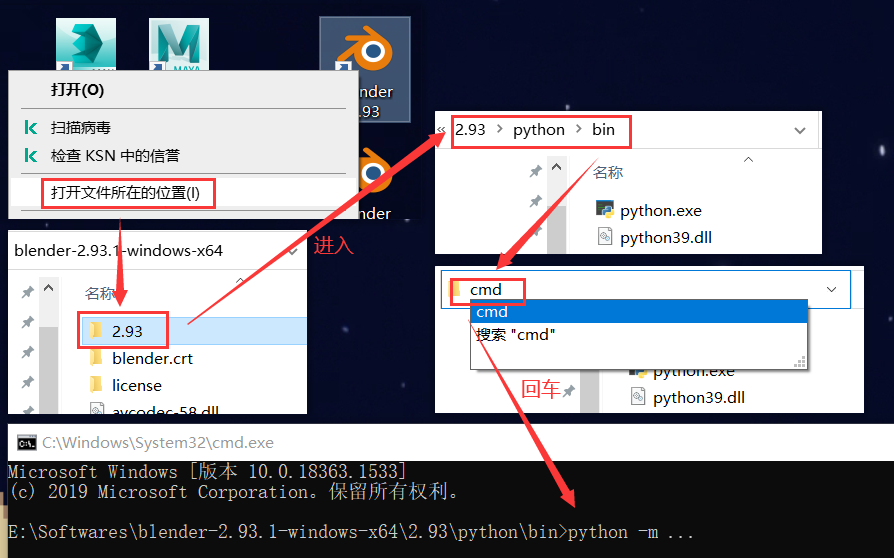 MAYA
打开(O)
扫描病毒
检查 KSN 中的信誉
打开文件所在的位置(I)
nder
.93
nder
进入
« 2.93 > python > bin
名称
python.exe
python39.dll
blender-2.93.1-windows-x64
名称
2.93
blender.crt
license
avcodec-58.dll
cmd
cmd
搜索 "cmd"
python.exe
python39.dll
回车
C:\Windows\System32\cmd.exe
Microsoft Windows [版本 10.0.18363.1533]
(c) 2019 Microsoft Corporation。保留所有权利。
E:\Softwares\blender-2.93.1-windows-x64\2.93\python\bin>python -m ...